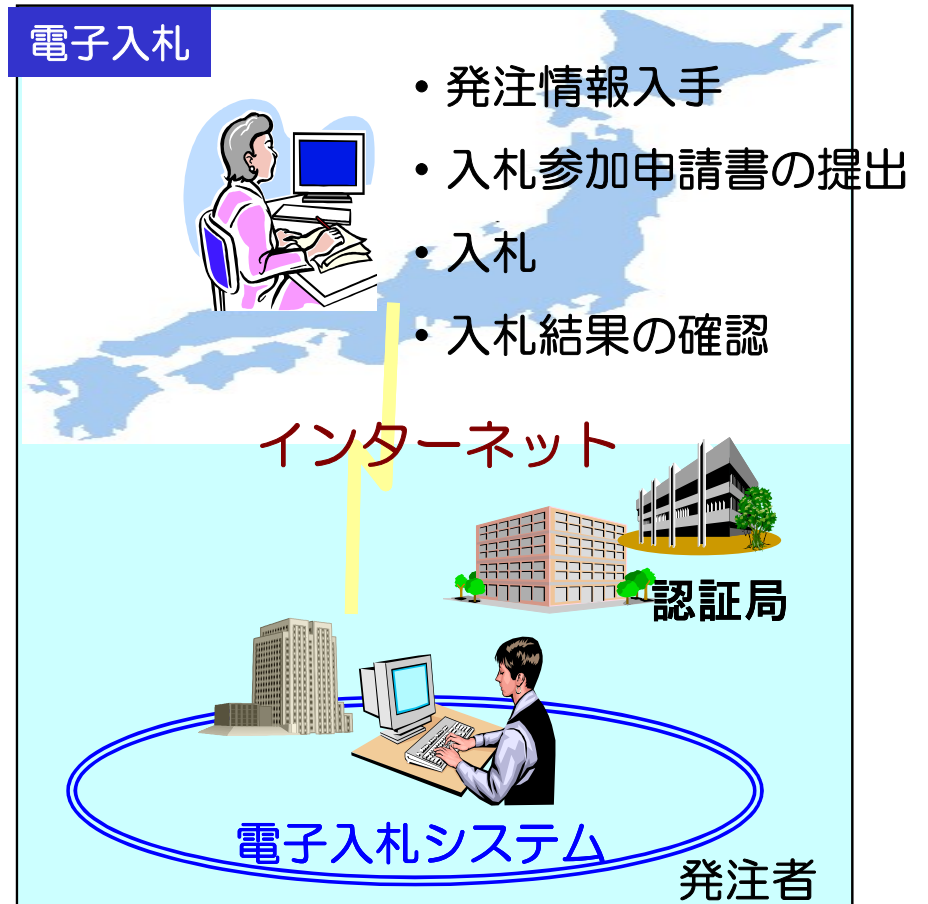 電子入札
・発注情報入手
・入札参加申請書の提出
・入札
・入札結果の確認
インターネット
認証局
電子入札システム
発注者